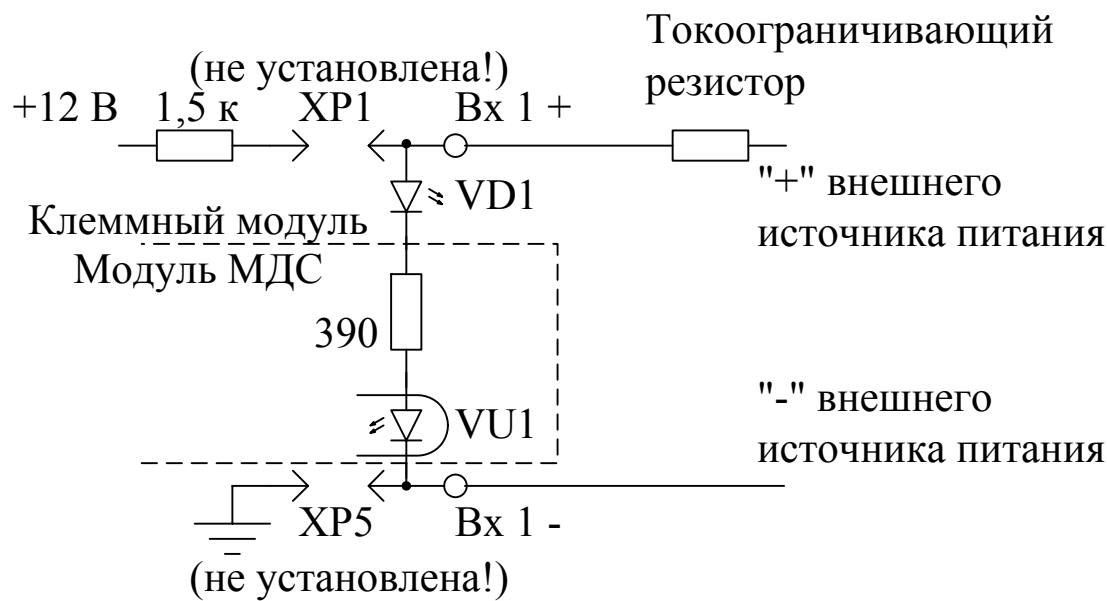 Токоограничивающий
резистор
(не установлена!)
+12 В 1,5 к XP1 Вх 1 +
"+" внешнего
источника питания
VD1
Клеммный модуль
Модуль МДС
390
"-" внешнего
источника питания
VU1
XP5 Вх 1 -
(не установлена!)